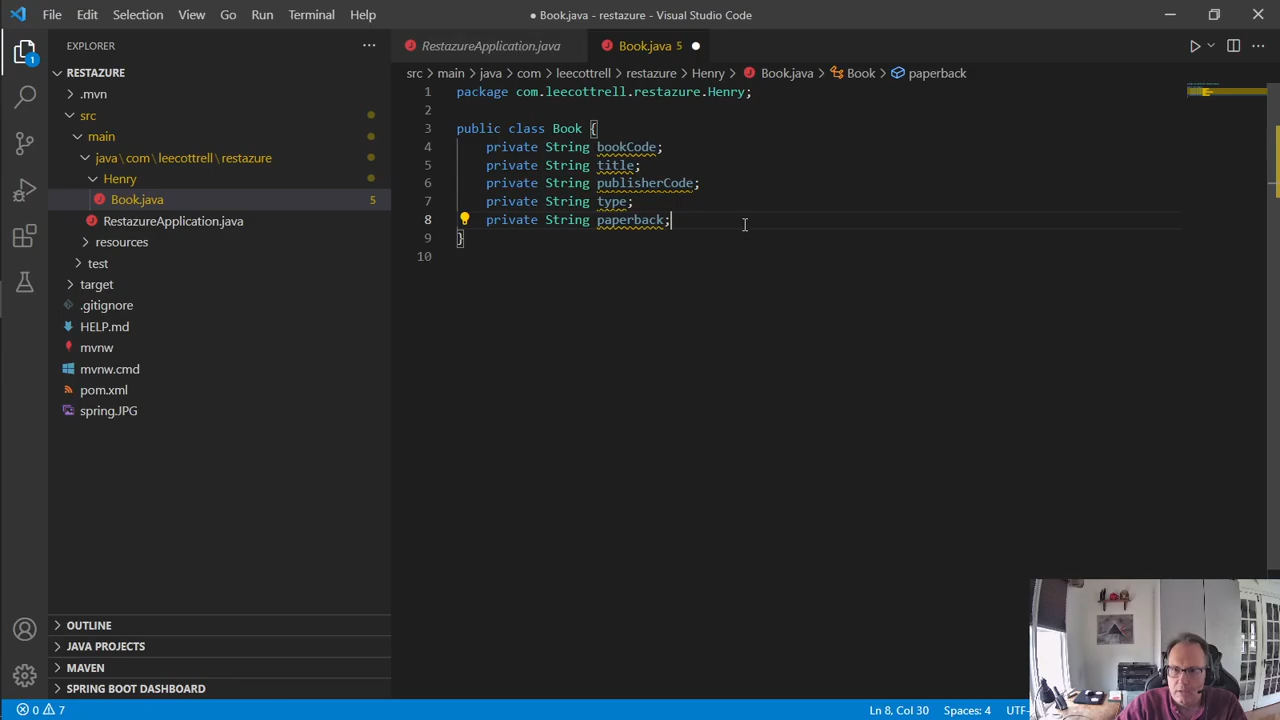 File Edit Selection View Go Run Terminal Help
● Book.java - restazure - Visual Studio Code
EXPLORER
RESTAZURE
.mvn
src
main
java\com\leecottrell\restazure
Henry
Book.java 5
RestazureApplication.java
resources
test
target
.gitignore
HELP.md
mvnw
mvnw.cmd
pom.xml
spring.JPG
OUTLINE
JAVA PROJECTS
MAVEN
SPRING BOOT DASHBOARD
1
RestazureApplication.java
Book.java 5
src > main > java > com > leecottrell > restazure > Henry > Book.java > Book > paperback
1 package com.leecottrell.restazure.Henry;
2
3 public class Book {
4 private String bookCode;
5 private String title;
6 private String publisherCode;
7 private String type;
8 private String paperback;
9 }
10
0 7
Ln 8, Col 30 Spaces: 4 UTF-